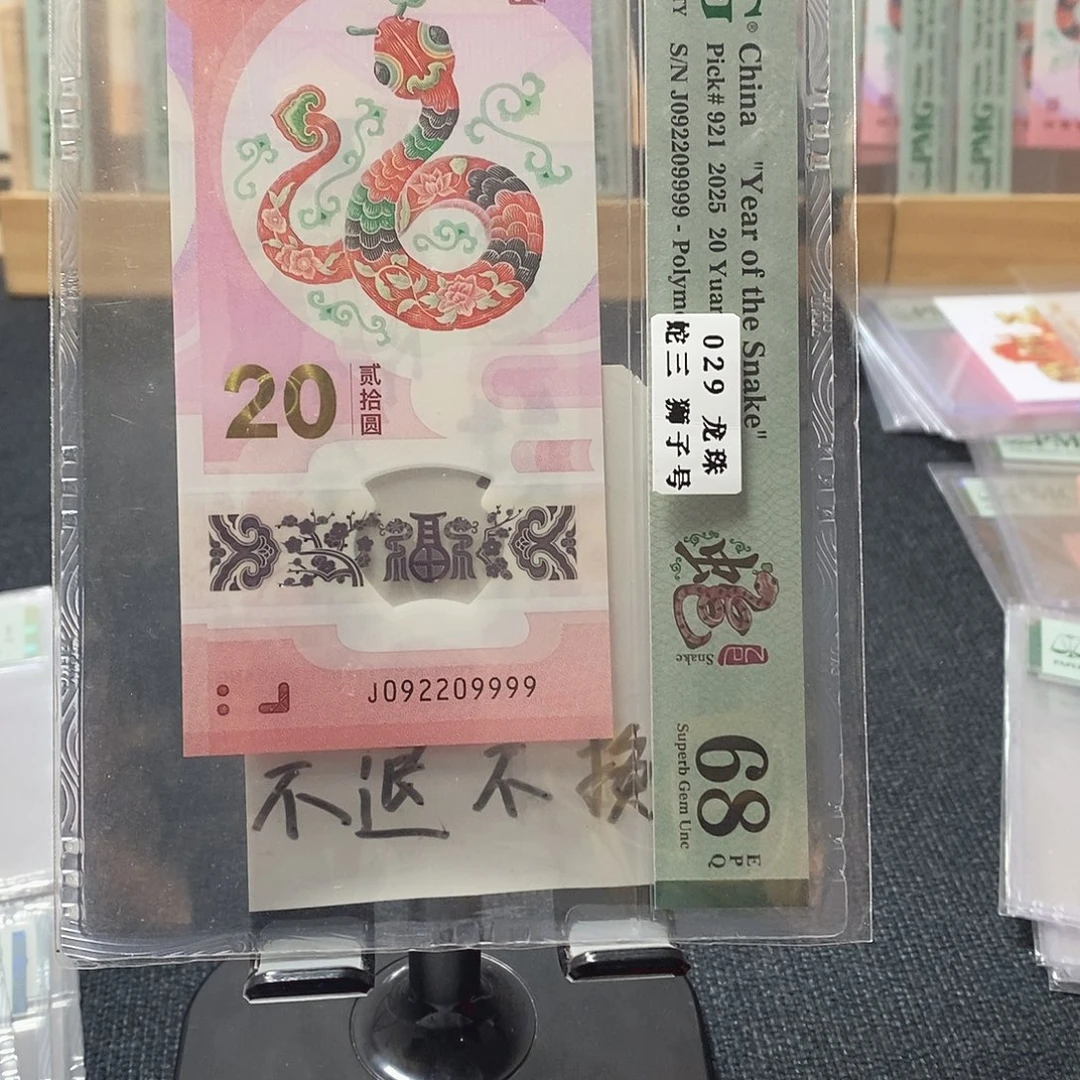 20
贰拾圆
J092209999
不退不换
China "Year of the Snake"
Pick# 921 2025 20 Yuan
S/N J092209999 - Polym
029 龙珠
蛇三 狮子号
Snake
68
EPQ
Superb Gem Unc